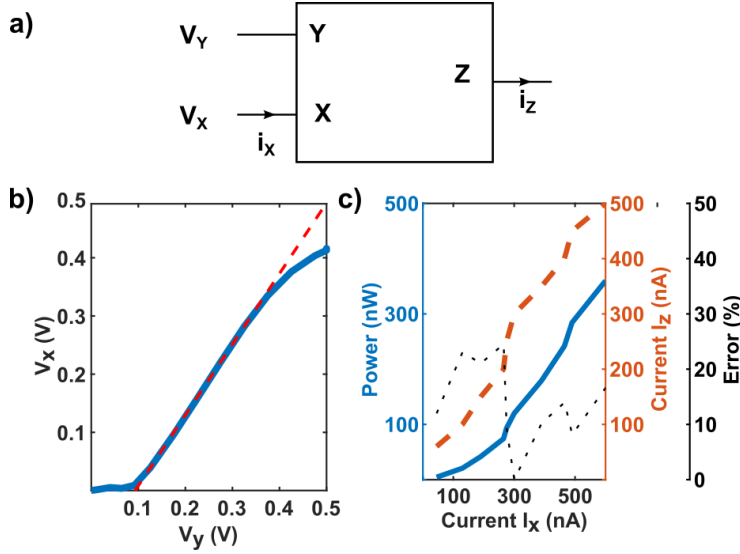 a)
V_Y
Y
Z
V_X
X
i_X
i_Z
b)
0.5
0.4
0.3
0.2
0.1
V_x (V)
0.1 0.2 0.3 0.4 0.5
V_y (V)
c)
500
300
100
Power (nW)
100 300 500
Current I_x (nA)
500
400
300
200
100
0
Current I_Z (nA)
50
40
30
20
10
0
Error (%)